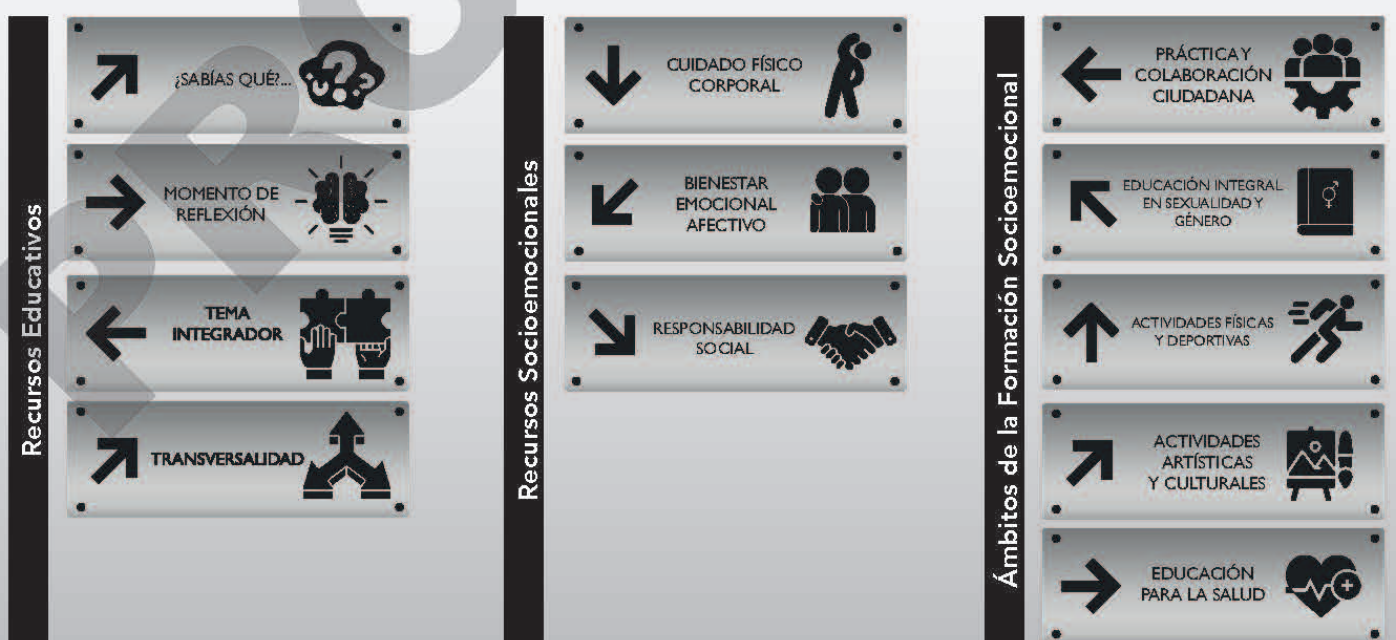 Recursos Educativos
¿SABÍAS QUÉ?...
MOMENTO DE
REFLEXIÓN
TEMA
INTEGRADOR
TRANSVERSALIDAD
Recursos Socioemocionales
CUIDADO FÍSICO
CORPORAL
BIENESTAR
EMOCIONAL
AFECTIVO
RESPONSABILIDAD
SOCIAL
Ámbitos de la Formación Socioemocional
PRÁCTICA Y
COLABORACIÓN
CIUDADANA
EDUCACIÓN INTEGRAL
EN SEXUALIDAD Y
GÉNERO
ACTIVIDADES FÍSICAS
Y DEPORTIVAS
ACTIVIDADES
ARTÍSTICAS
Y CULTURALES
EDUCACIÓN
PARA LA SALUD